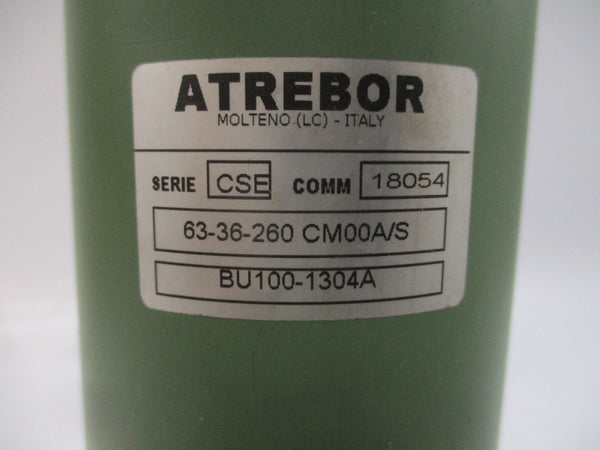 ATREBOR
MOLTENO (LC) - ITALY
SERIE CSE COMM 18054
63-36-260 CM00A/S
BU100-1304A